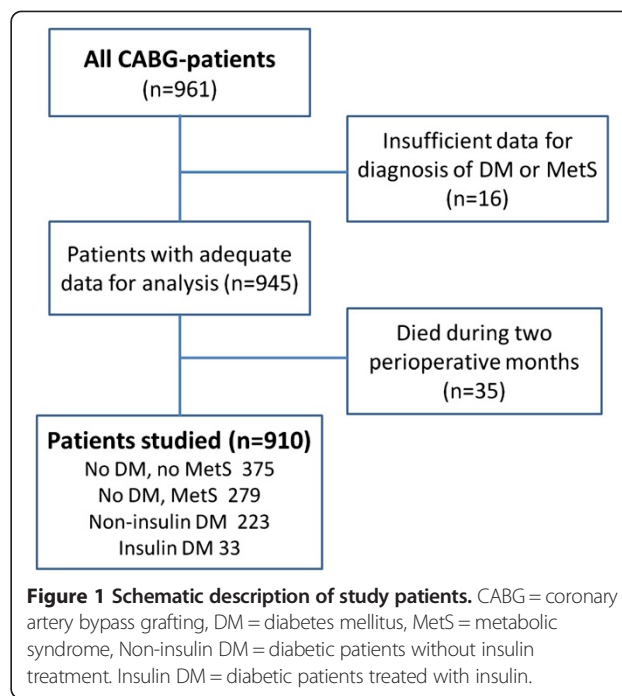 All CABG-patients
(n=961)
Insufficient data for
diagnosis of DM or MetS
(n=16)
Patients with adequate
data for analysis (n=945)
Died during two
perioperative months
(n=35)
Patients studied (n=910)
No DM, no MetS 375
No DM, MetS 279
Non-insulin DM 223
Insulin DM 33
Figure 1 Schematic description of study patients. CABG = coronary
artery bypass grafting, DM = diabetes mellitus, MetS = metabolic
syndrome, Non-insulin DM = diabetic patients without insulin
treatment. Insulin DM = diabetic patients treated with insulin.